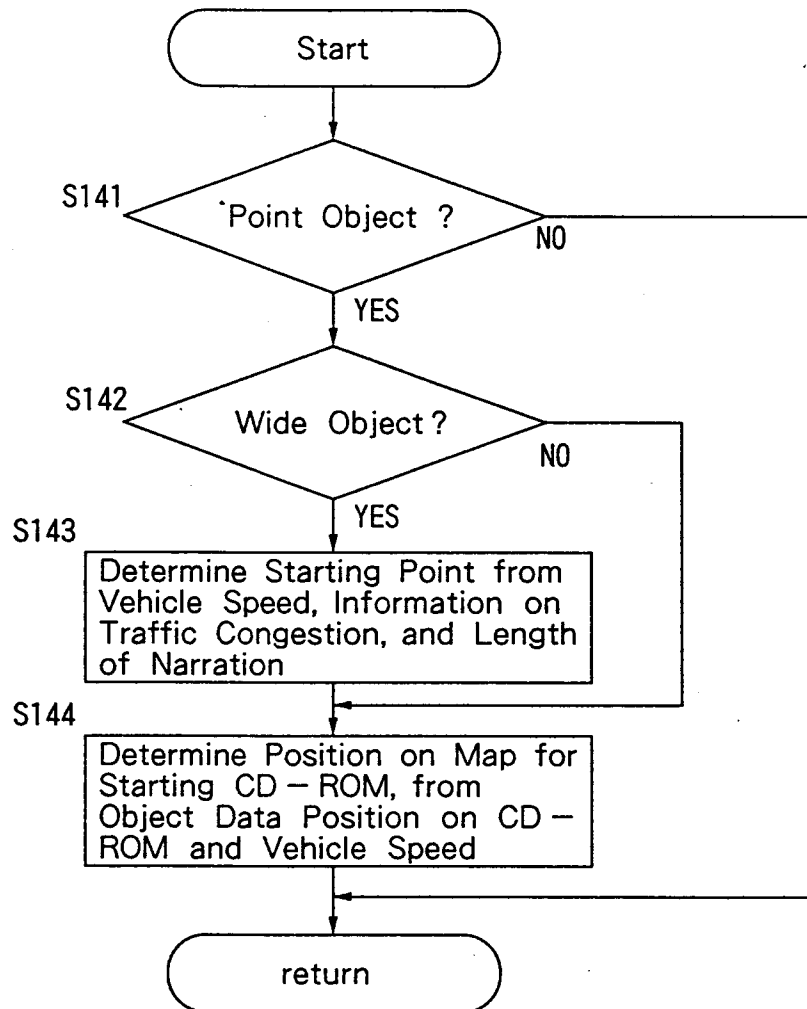 Start
S141
Point Object ?
NO
YES
S142
Wide Object?
NO
YES
S143
Determine Starting Point from
Vehicle Speed, Information on
Traffic Congestion, and Length
of Narration
S144
Determine Position on Map for
Starting CD-ROM, from
Object Data Position on CD-
ROM and Vehicle Speed
return